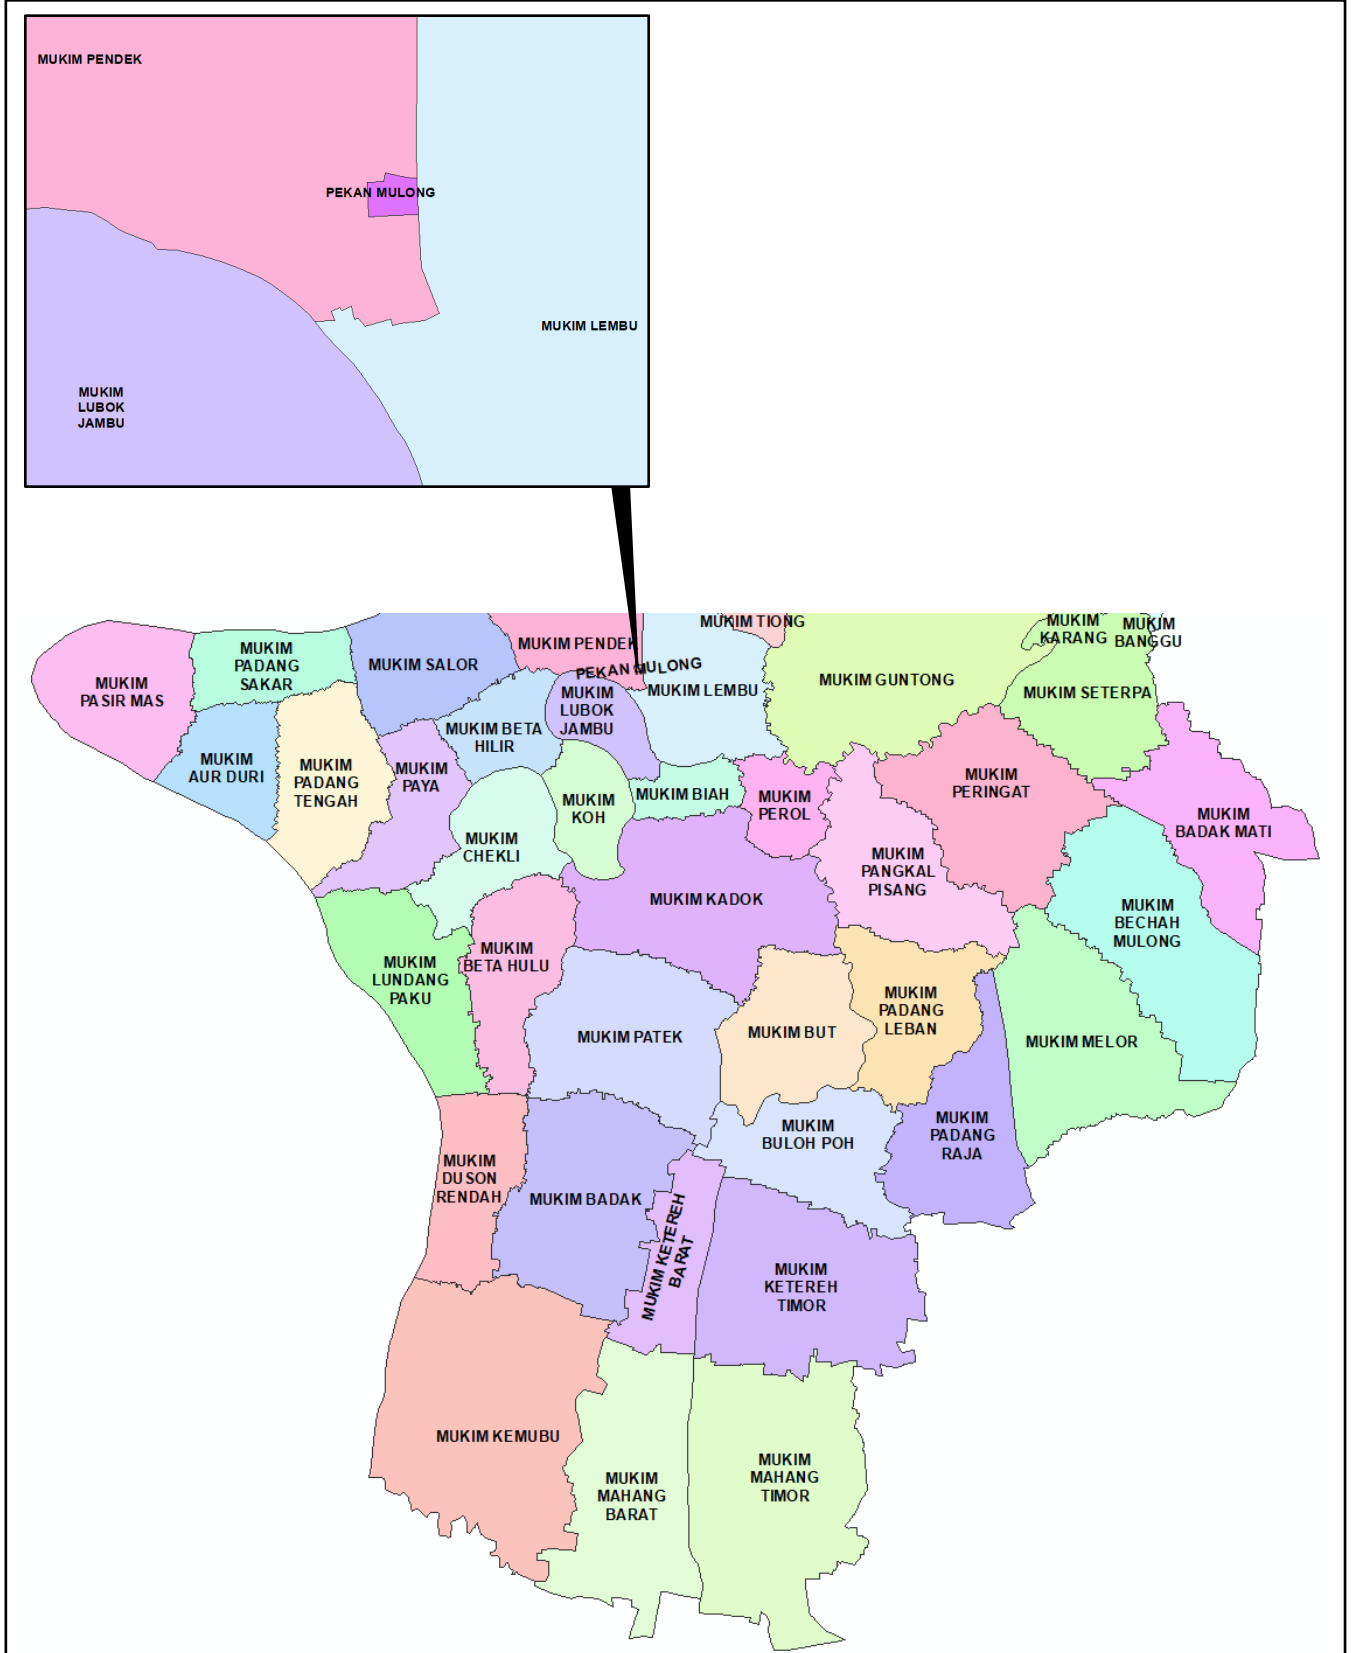 MUKIM PENDEK
PEKAN MULONG
MUKIM LEMBU
MUKIM
LUBOK
JAMBU
MUKIM TIONG
MUKIM
KARANG
MUKIM
BANGGU
MUKIM PENDEK
PEKAN MULONG
MUKIM
PADANG
SAKAR
MUKIM SALOR
MUKIM
PASIR MAS
MUKIM
LUBOK
JAMBU
MUKIM LEMBU
MUKIM GUNTONG
MUKIM SETERPA
MUKIM BETA
HILIR
MUKIM
AUR DURI
MUKIM
PADANG
TENGAH
MUKIM
PAYA
MUKIM
KOH
MUKIM BIAH
MUKIM
PEROL
MUKIM
PERINGAT
MUKIM
BADAK MATI
MUKIM
CHEKLI
MUKIM
PANGKAL
PISANG
MUKIM KADOK
MUKIM
BECHAH
MULONG
MUKIM
BETA HULU
MUKIM
LUNDANG
PAKU
MUKIM PATEK
MUKIM BUT
MUKIM
PADANG
LEBAN
MUKIM MELOR
MUKIM
BULOH POH
MUKIM
PADANG
RAJA
MUKIM
DUSON
RENDAH
MUKIM BADAK
MUKIM KETEREH
BARAT
MUKIM
KETEREH
TIMOR
MUKIM KEMUBU
MUKIM
MAHANG
BARAT
MUKIM
MAHANG
TIMOR